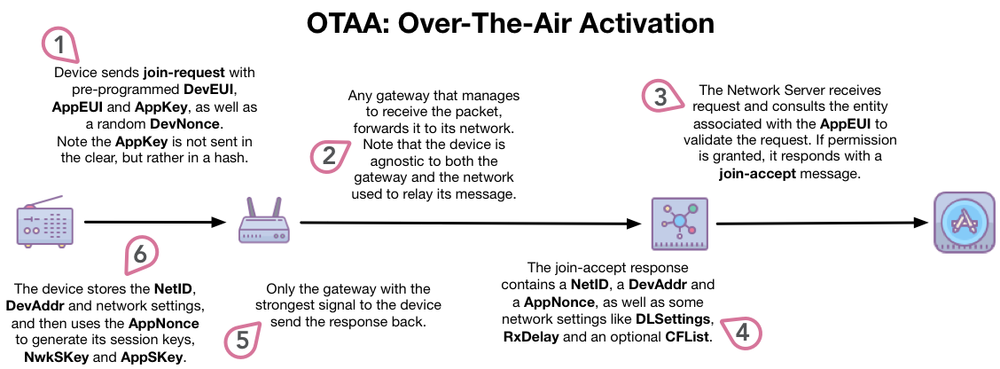 OTAA: Over-The-Air Activation
1
Device sends join-request with
pre-programmed DevEUI,
AppEUI and AppKey, as well as
a random DevNonce.
Note the AppKey is not sent in
the clear, but rather in a hash.
2
Any gateway that manages
to receive the packet,
forwards it to its network.
Note that the device is
agnostic to both the
gateway and the network
used to relay its message.
3
The Network Server receives
request and consults the entity
associated with the AppEUI to
validate the request. If permission
is granted, it responds with a
join-accept message.
4
The join-accept response
contains a NetID, a DevAddr and
a AppNonce, as well as some
network settings like DLSettings,
RxDelay and an optional CFList.
5
Only the gateway with the
strongest signal to the device
send the response back.
6
The device stores the NetID,
DevAddr and network settings,
and then uses the AppNonce
to generate its session keys,
NwkSKey and AppSKey.